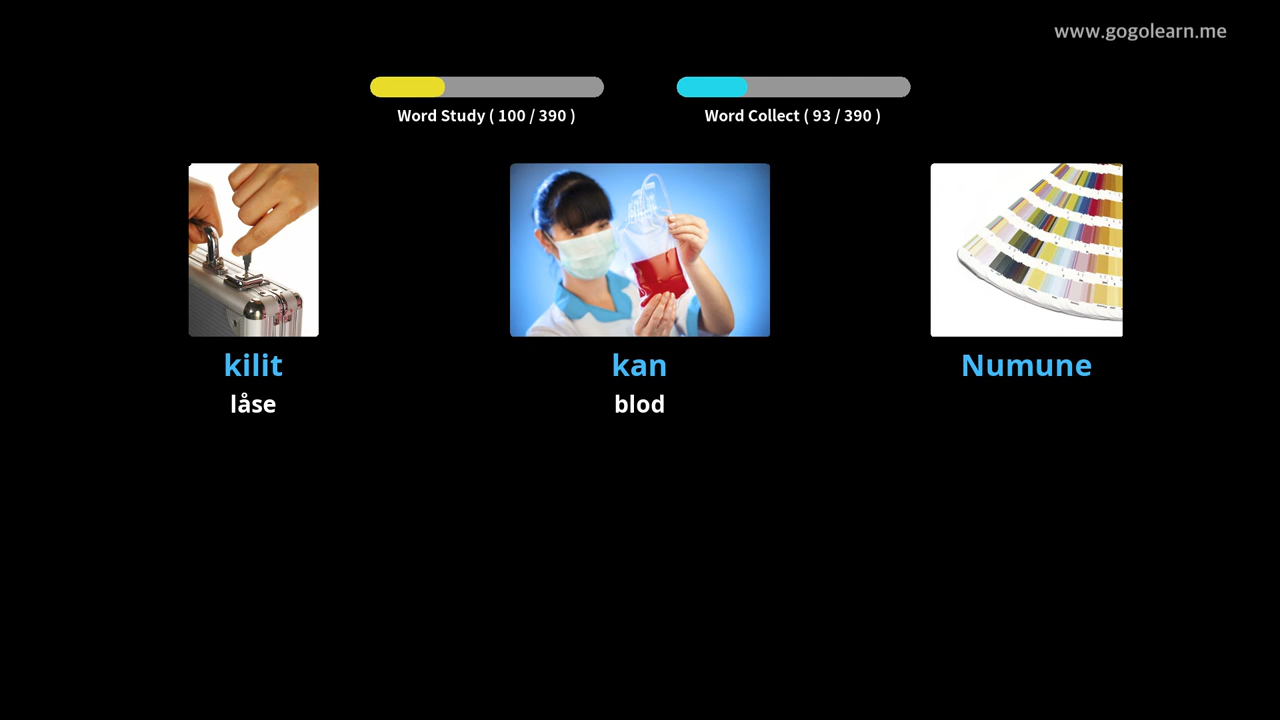 www.gogolearn.me
Word Study ( 100 / 390 )
Word Collect ( 93 / 390 )
kilit
låse
kan
blod
Numune